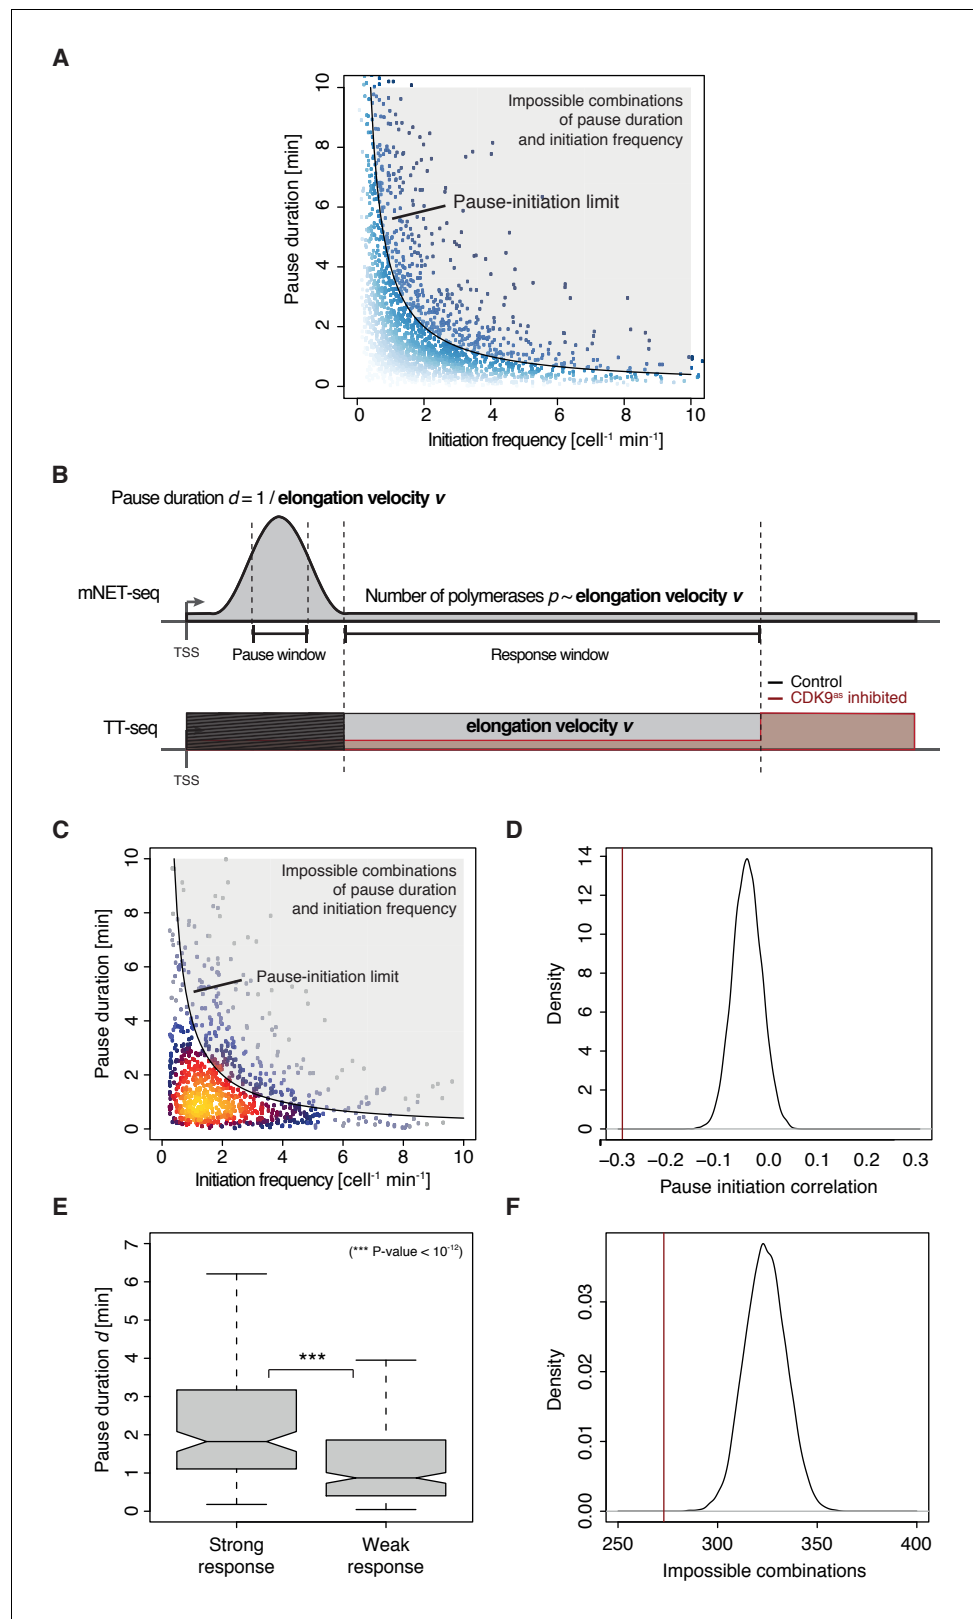 A
Pause duration [min]
10
8
6
4
2
0
Impossible combinations
of pause duration
and initiation frequency
Pause-initiation limit
0 2 4 6 8 10
Initiation frequency [cell⁻¹ min⁻¹]
B
Pause duration d = 1 / elongation velocity v
mNET-seq
Number of polymerases p ~ elongation velocity v
TSS
Pause window
Response window
Control
CDK9ᵃˢ inhibited
TT-seq
elongation velocity v
TSS
C
Pause duration [min]
10
8
6
4
2
0
Impossible combinations
of pause duration
and initiation frequency
Pause-initiation limit
0 2 4 6 8 10
Initiation frequency [cell⁻¹ min⁻¹]
D
Density
14
12
10
8
6
4
2
0
−0.3 −0.2 −0.1 0.0 0.1 0.2 0.3
Pause initiation correlation
E
Pause duration d [min]
7
6
5
4
3
2
1
0
(*** P-value < 10⁻¹²)
***
Strong
response
Weak
response
F
Density
0.03
0.02
0.01
0.00
250 300 350 400
Impossible combinations